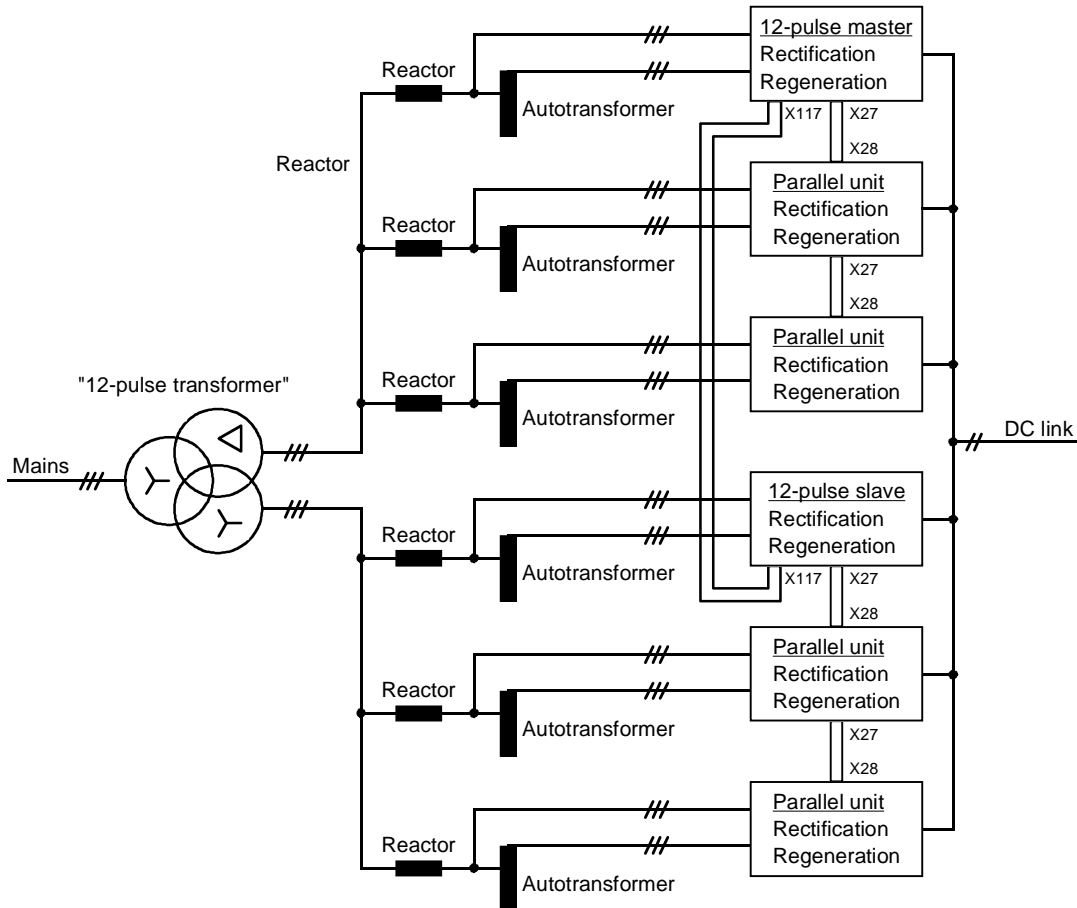 12-pulse master
Rectification
Regeneration
Reactor
Autotransformer
X117
X27
X28
Reactor
Parallel unit
Rectification
Regeneration
Reactor
Autotransformer
X27
X28
Parallel unit
Rectification
Regeneration
Reactor
Autotransformer
"12-pulse transformer"
DC link
Mains
12-pulse slave
Rectification
Regeneration
Reactor
Autotransformer
X117
X27
X28
Parallel unit
Rectification
Regeneration
Reactor
Autotransformer
X27
X28
Parallel unit
Rectification
Regeneration
Reactor
Autotransformer